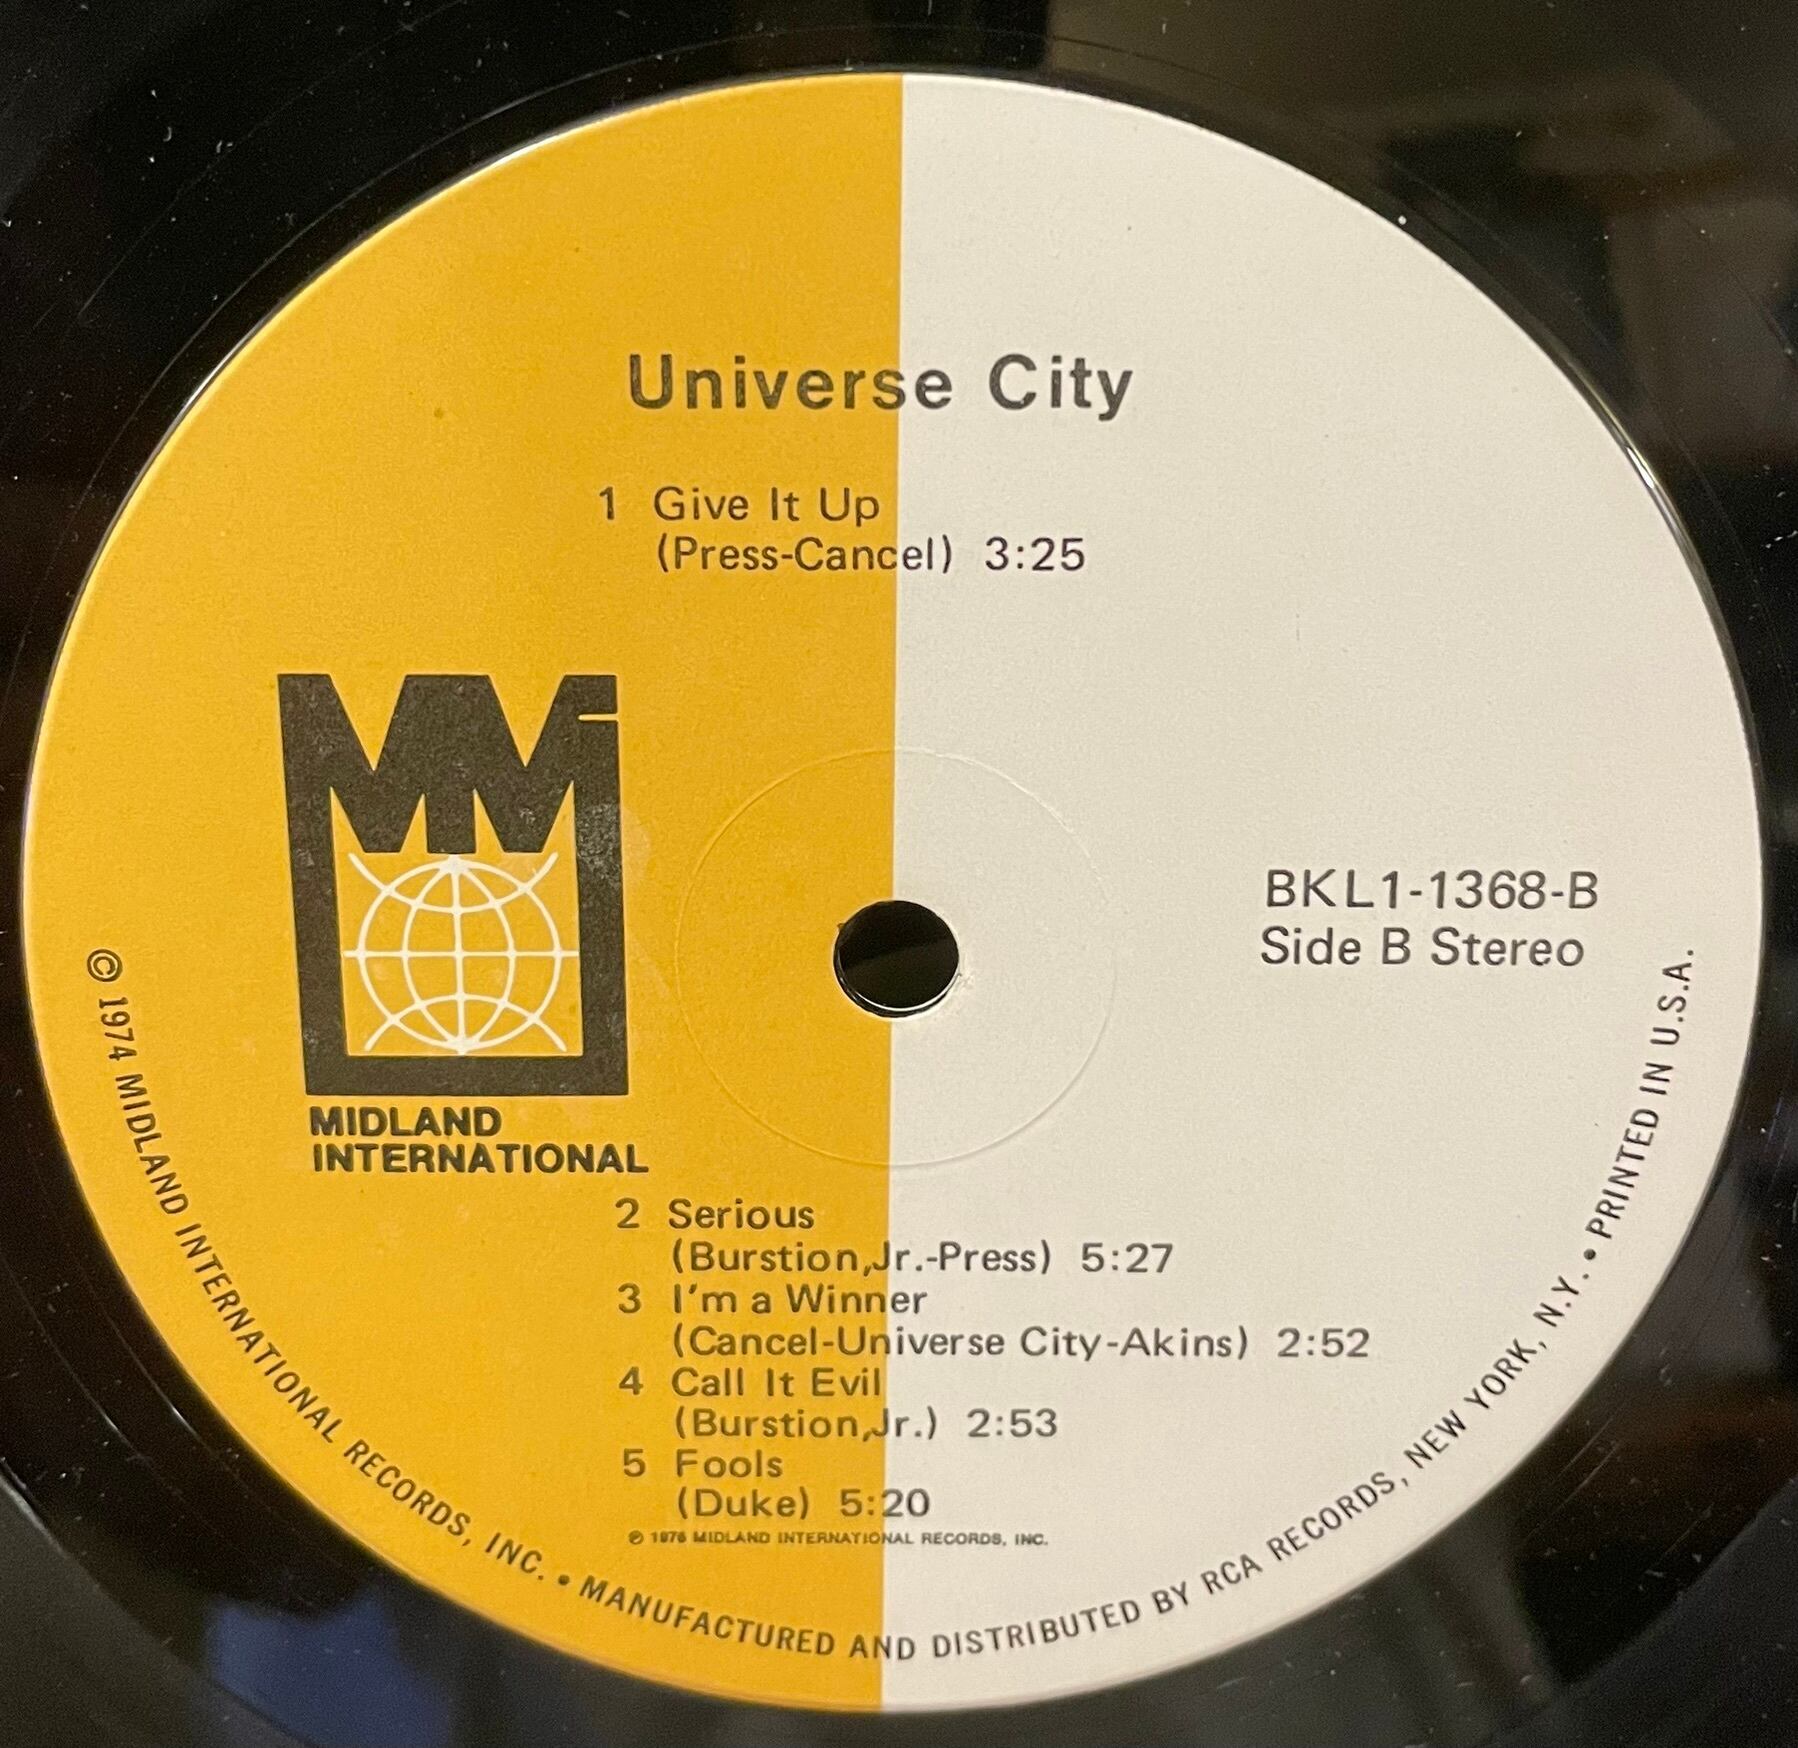 Universe City
1 Give It Up
(Press-Cancel) 3:25
MIDLAND
INTERNATIONAL
BKL1-1368-B
Side B Stereo
2 Serious
(Burstion,Jr.-Press) 5:27
3 I'm a Winner
(Cancel-Universe City-Akins) 2:52
4 Call It Evil
(Burstion,Jr.) 2:53
5 Fools
(Duke) 5:20
℗ 1976 MIDLAND INTERNATIONAL RECORDS, INC.
© 1974 MIDLAND INTERNATIONAL RECORDS, INC. • MANUFACTURED AND DISTRIBUTED BY RCA RECORDS, NEW YORK, N.Y. • PRINTED IN U.S.A.